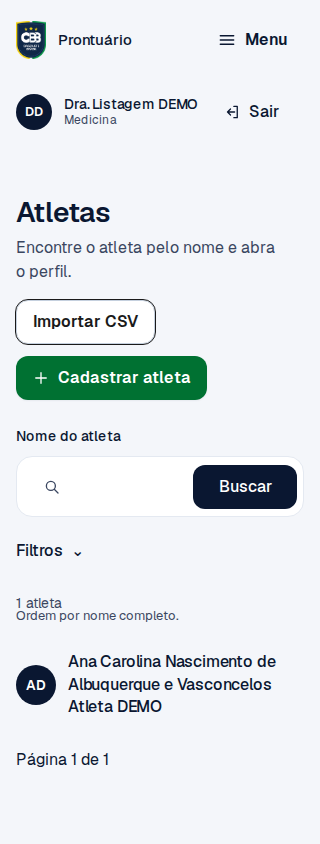 CBB
Prontuário
Menu
DD
Dra.Listagem DEMO
Medicina
Sair
Atletas
Encontre o atleta pelo nome e abra
o perfil.
Importar CSV
+ Cadastrar atleta
Nome do atleta
Buscar
Filtros
1 atleta
Ordem por nome completo.
AD
Ana Carolina Nascimento de
Albuquerque e Vasconcelos
Atleta DEMO
Página 1 de 1